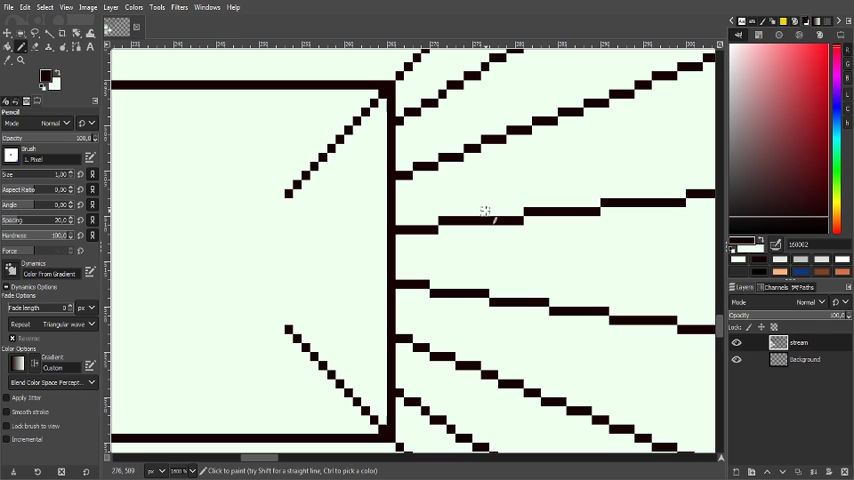 File Edit Select View Image Layer Colors Tools Filters Windows Help
Pencil
Mode Normal
Opacity 100,0
Brush
1. Pixel
Size 1,00
Aspect Ratio 0,00
Angle 0,00
Spacing 20,0
Hardness 100,0
Force
Dynamics
Color From Gradient
Dynamics Options
Fade Options
Fade length 0 px
Repeat Triangular wave
Reverse
Color Options
Gradient
Custom
Blend Color Space Percept...
Apply Jitter
Smooth stroke
Lock brush to view
Incremental
276, 509 px 1600 % Click to paint (try Shift for a straight line, Ctrl to pick a color)
R
G
B
L
C
h
160002
Layers Channels Paths
Mode Normal
Opacity 100,0
Lock:
stream
Background